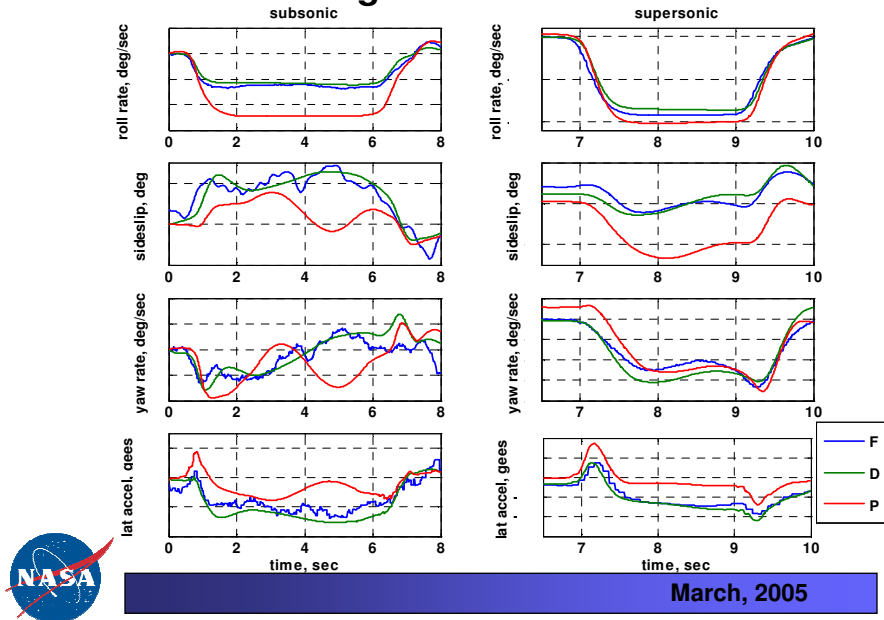 subsonic
supersonic
roll rate, deg/sec
0 2 4 6 8
roll rate, deg/sec
7 8 9 10
sideslip, deg
0 2 4 6 8
sideslip, deg
7 8 9 10
yaw rate, deg/sec
0 2 4 6 8
yaw rate, deg/sec
7 8 9 10
lat accel, gees
0 2 4 6 8
time, sec
lat accel, gees
7 8 9 10
time, sec
F
D
P
NASA
March, 2005